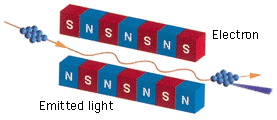 S N S N S N S
Electron
N S N S N S N
Emitted light